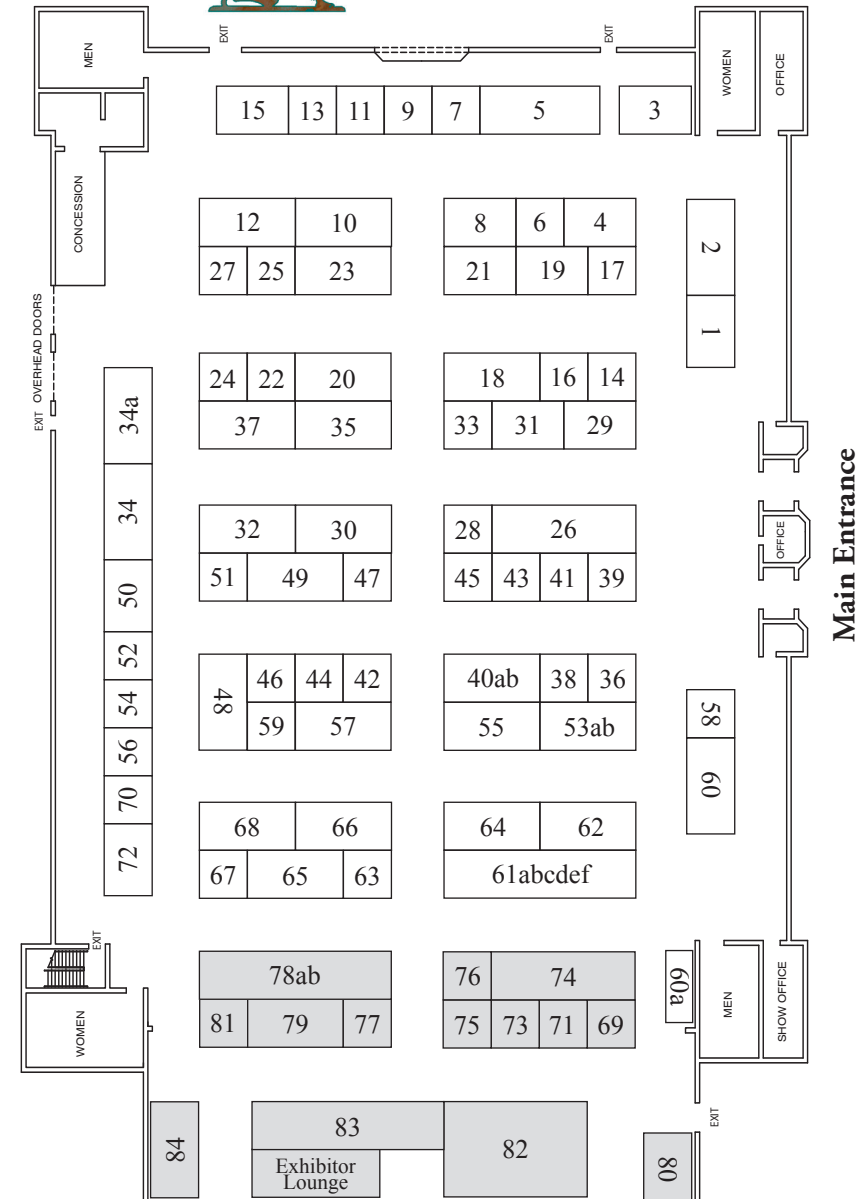 EXIT
EXIT
MEN
WOMEN
OFFICE
15 13 11 9 7 5 3
CONCESSION
12 10 8 6 4
27 25 23 21 19 17
2
1
OVERHEAD DOORS
EXIT
24 22 20 18 16 14
37 35 33 31 29
34a
34
32 30 28 26
51 49 47 45 43 41 39
OFFICE
Main Entrance
50
52
54
56
70
72
48
46 44 42 40ab 38 36
59 57 55 53ab
58
60
68 66 64 62
67 65 63 61abcdef
EXIT
78ab 76 74
81 79 77 75 73 71 69
60a
WOMEN
MEN
SHOW OFFICE
84
83
82
Exhibitor
Lounge
80
EXIT